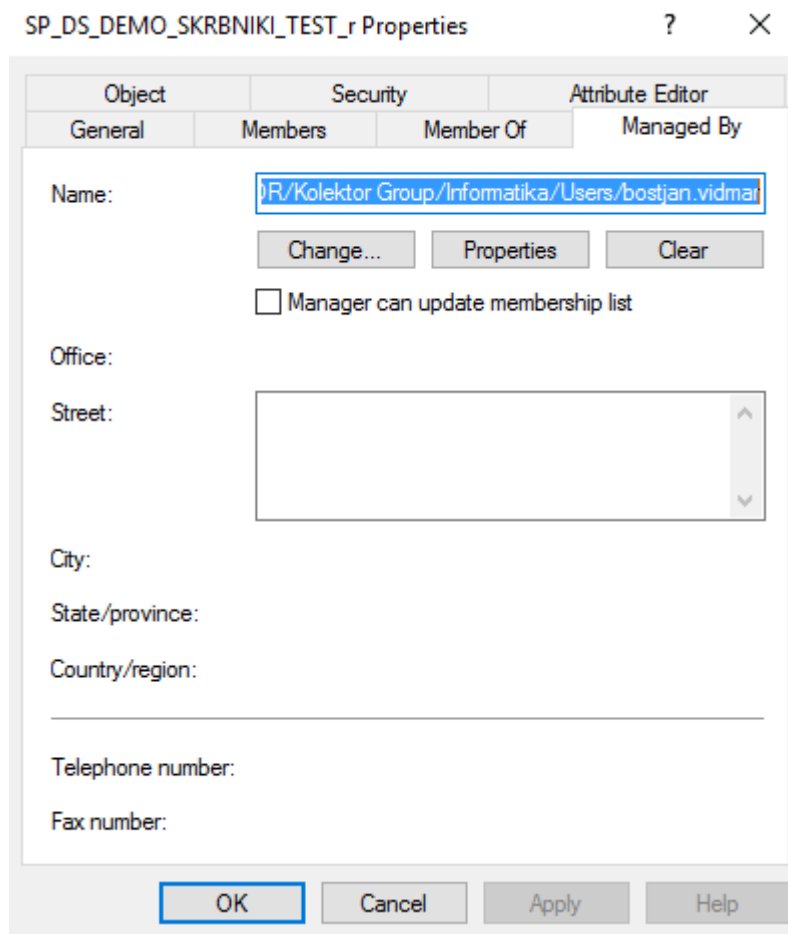 SP_DS_DEMO_SKRBNIKI_TEST_r Properties
Object Security Attribute Editor
General Members Member Of Managed By
Name: )R/Kolektor Group/Informatika/Users/bostjan.vidmar
Change... Properties Clear
Manager can update membership list
Office:
Street:
City:
State/province:
Country/region:
Telephone number:
Fax number:
OK Cancel Apply Help